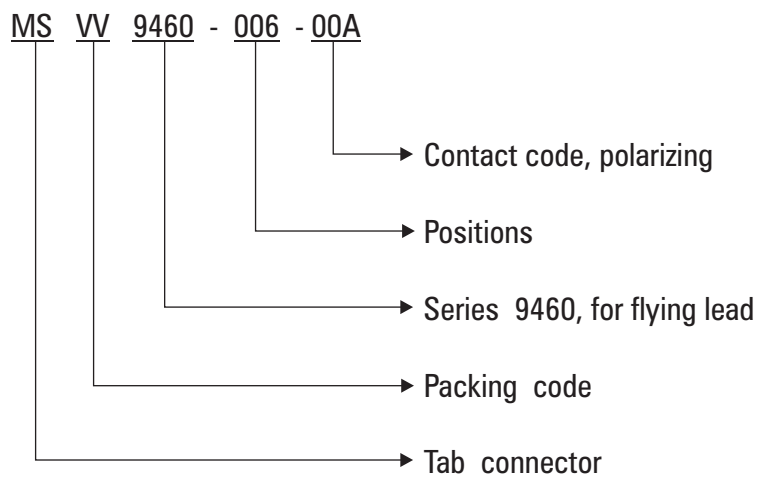 MS VV 9460 - 006 - 00A
Contact code, polarizing
Positions
Series 9460, for flying lead
Packing code
Tab connector